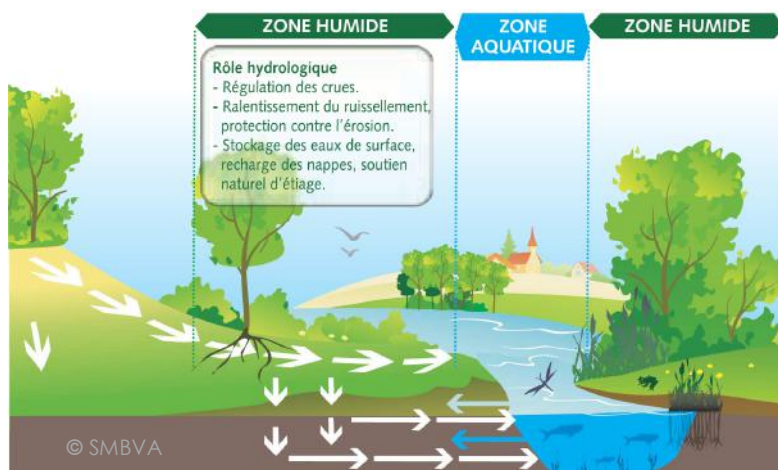 ZONE HUMIDE
ZONE
AQUATIQUE
ZONE HUMIDE
Rôle hydrologique
- Régulation des crues.
- Ralentissement du ruissellement,
protection contre l'érosion.
- Stockage des eaux de surface,
recharge des nappes, soutien
naturel d'étiage.
© SMBVA